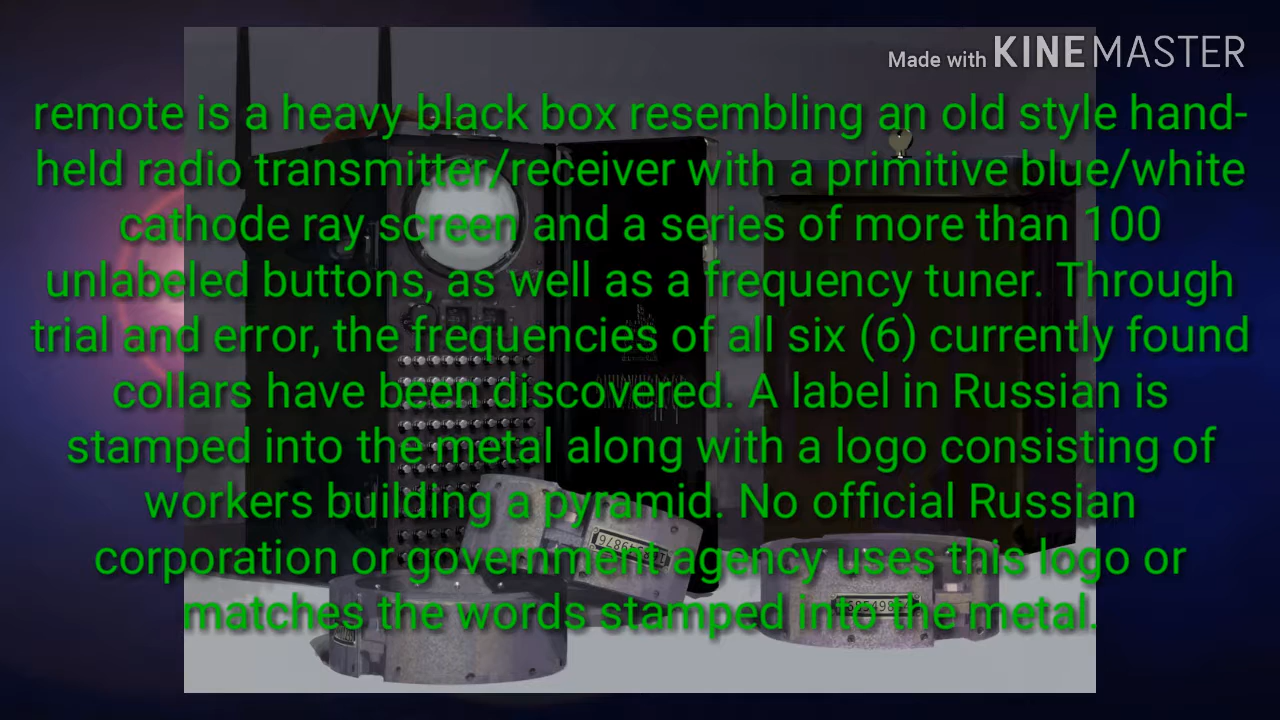 Made with KINEMASTER
remote is a heavy black box resembling an old style hand-
held radio transmitter/receiver with a primitive blue/white
cathode ray screen and a series of more than 100
unlabeled buttons, as well as a frequency tuner. Through
trial and error, the frequencies of all six (6) currently found
collars have been discovered. A label in Russian is
stamped into the metal along with a logo consisting of
workers building a pyramid. No official Russian
corporation or government agency uses this logo or
matches the words stamped into the metal.